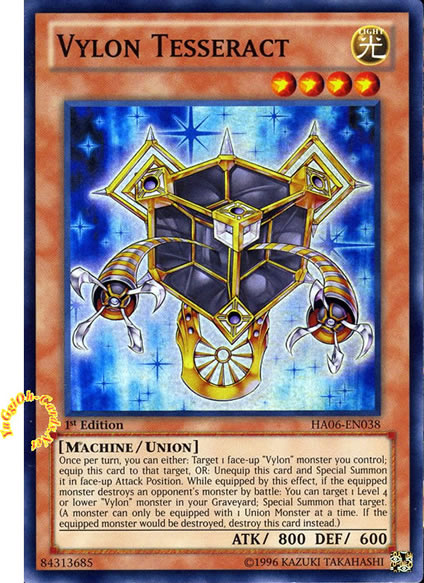 VYLON TESSERACT
LIGHT
光
YuGiOh-Cards.Net
1st Edition
HA06-EN038
[MACHINE / UNION]
Once per turn, you can either: Target 1 face-up "Vylon" monster you control;
equip this card to that target, OR: Unequip this card and Special Summon
it in face-up Attack Position. While equipped by this effect, if the equipped
monster destroys an opponent's monster by battle: You can target 1 Level 4
or lower "Vylon" monster in your Graveyard; Special Summon that target.
(A monster can only be equipped with 1 Union Monster at a time. If the
equipped monster would be destroyed, destroy this card instead.)
ATK/ 800 DEF/ 600
84313685
©1996 KAZUKI TAKAHASHI